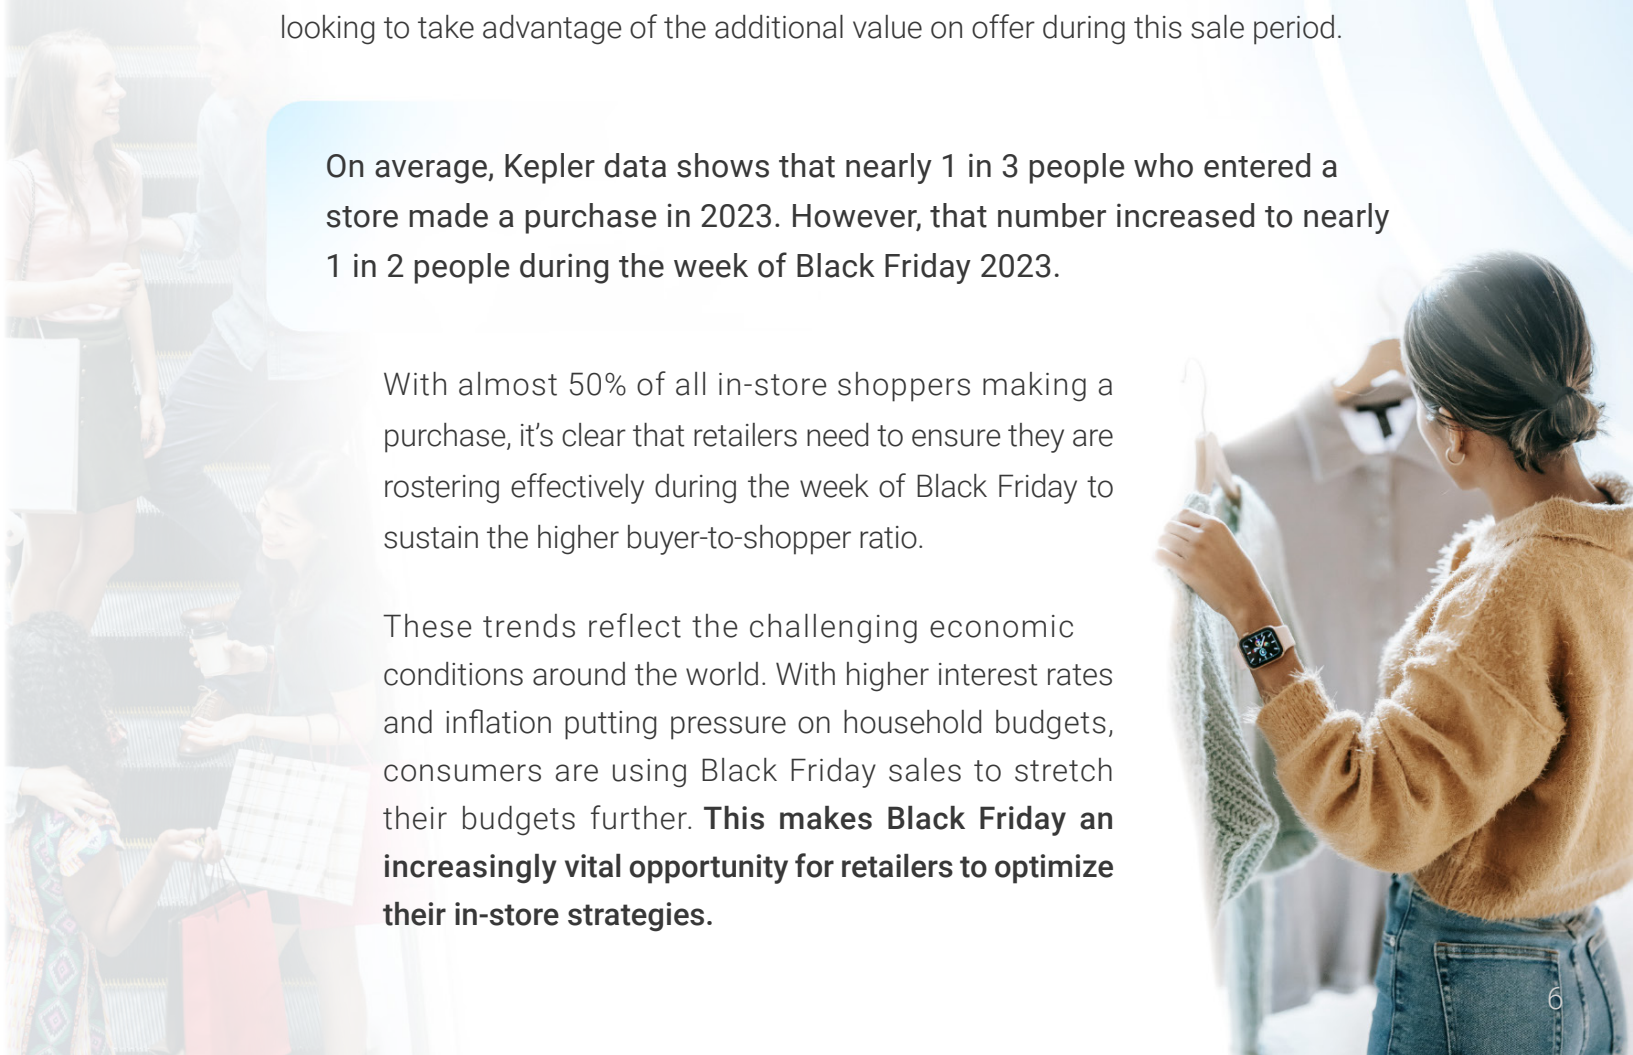 looking to take advantage of the additional value on offer during this sale period.
On average, Kepler data shows that nearly 1 in 3 people who entered a
store made a purchase in 2023. However, that number increased to nearly
1 in 2 people during the week of Black Friday 2023.
With almost 50% of all in-store shoppers making a
purchase, it’s clear that retailers need to ensure they are
rostering effectively during the week of Black Friday to
sustain the higher buyer-to-shopper ratio.
These trends reflect the challenging economic
conditions around the world. With higher interest rates
and inflation putting pressure on household budgets,
consumers are using Black Friday sales to stretch
their budgets further. This makes Black Friday an
increasingly vital opportunity for retailers to optimize
their in-store strategies.
6